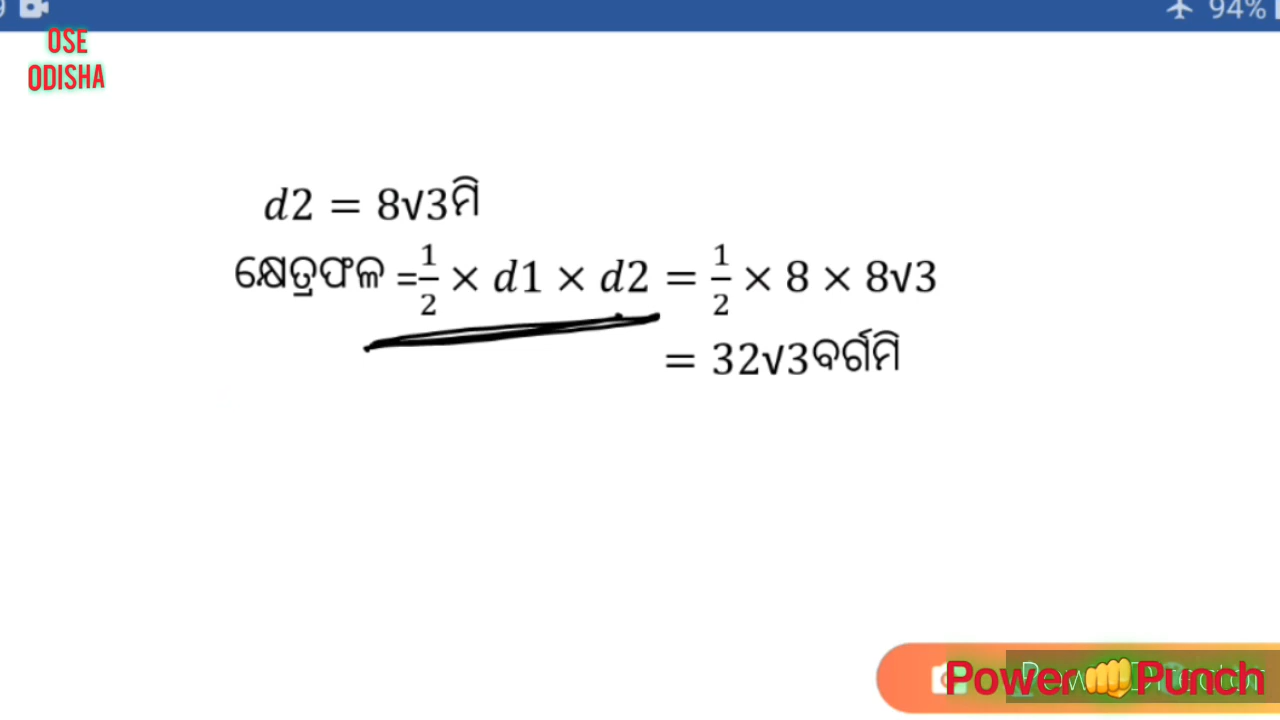 94%
OSE
ODISHA
d2 = 8√3ମି
କ୍ଷେତ୍ରଫଳ =1/2 × d1 × d2 = 1/2 × 8 × 8√3
= 32√3ବର୍ଗମି
Power Punch